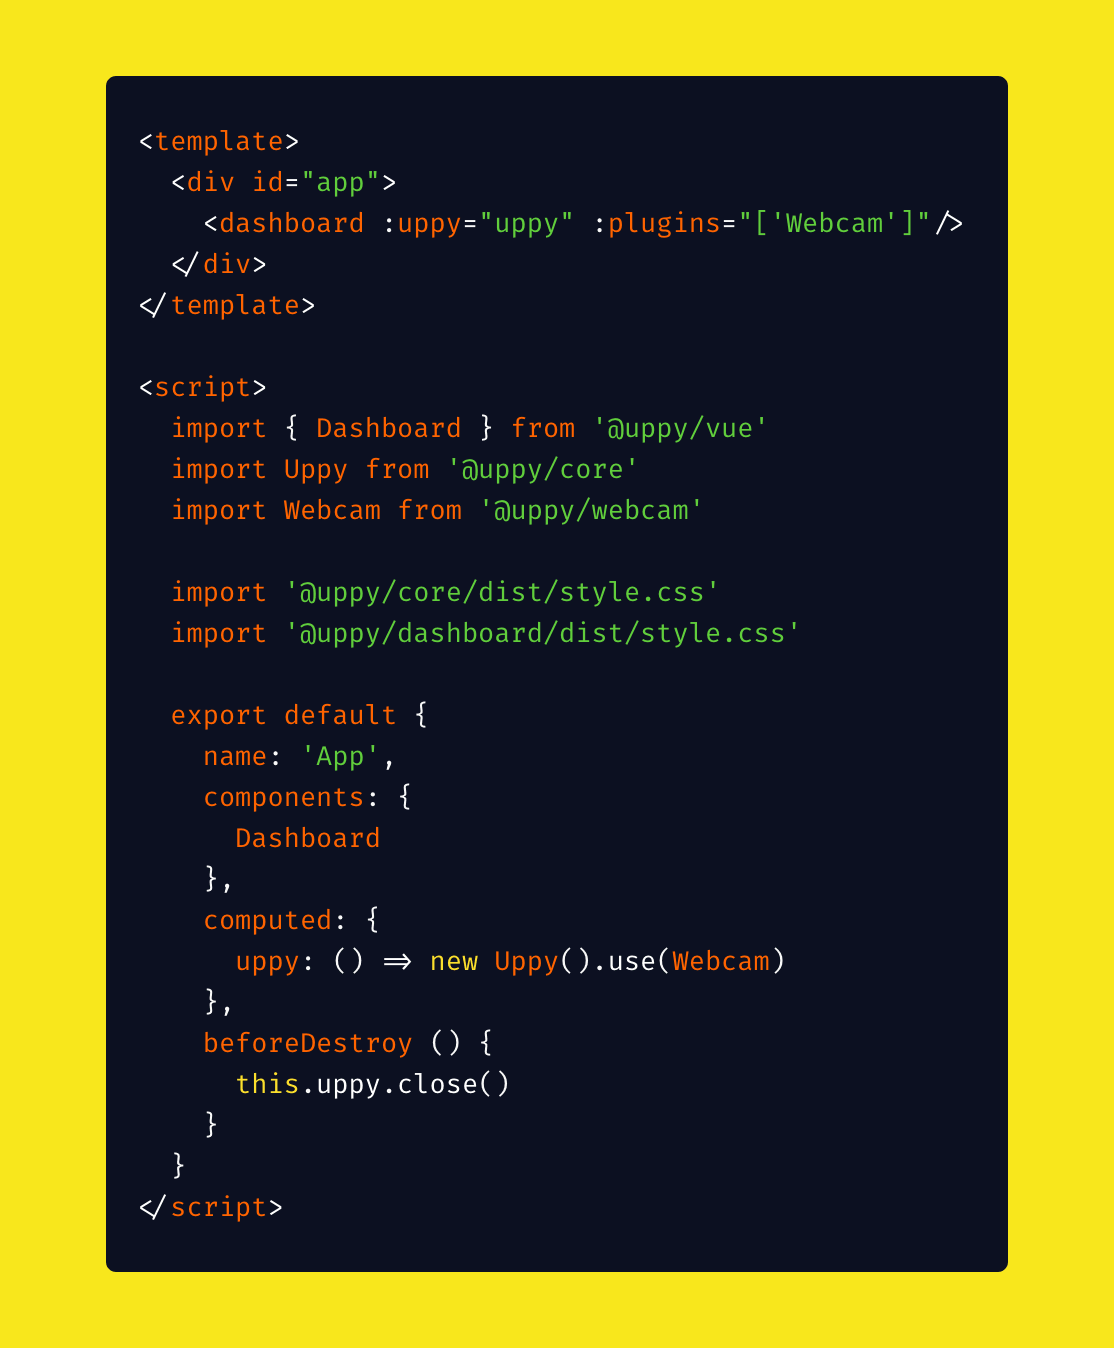 <template>
  <div id="app">
    <dashboard :uppy="uppy" :plugins="['Webcam']"/>
  </div>
</template>

<script>
  import { Dashboard } from '@uppy/vue'
  import Uppy from '@uppy/core'
  import Webcam from '@uppy/webcam'

  import '@uppy/core/dist/style.css'
  import '@uppy/dashboard/dist/style.css'

  export default {
    name: 'App',
    components: {
      Dashboard
    },
    computed: {
      uppy: () => new Uppy().use(Webcam)
    },
    beforeDestroy () {
      this.uppy.close()
    }
  }
</script>